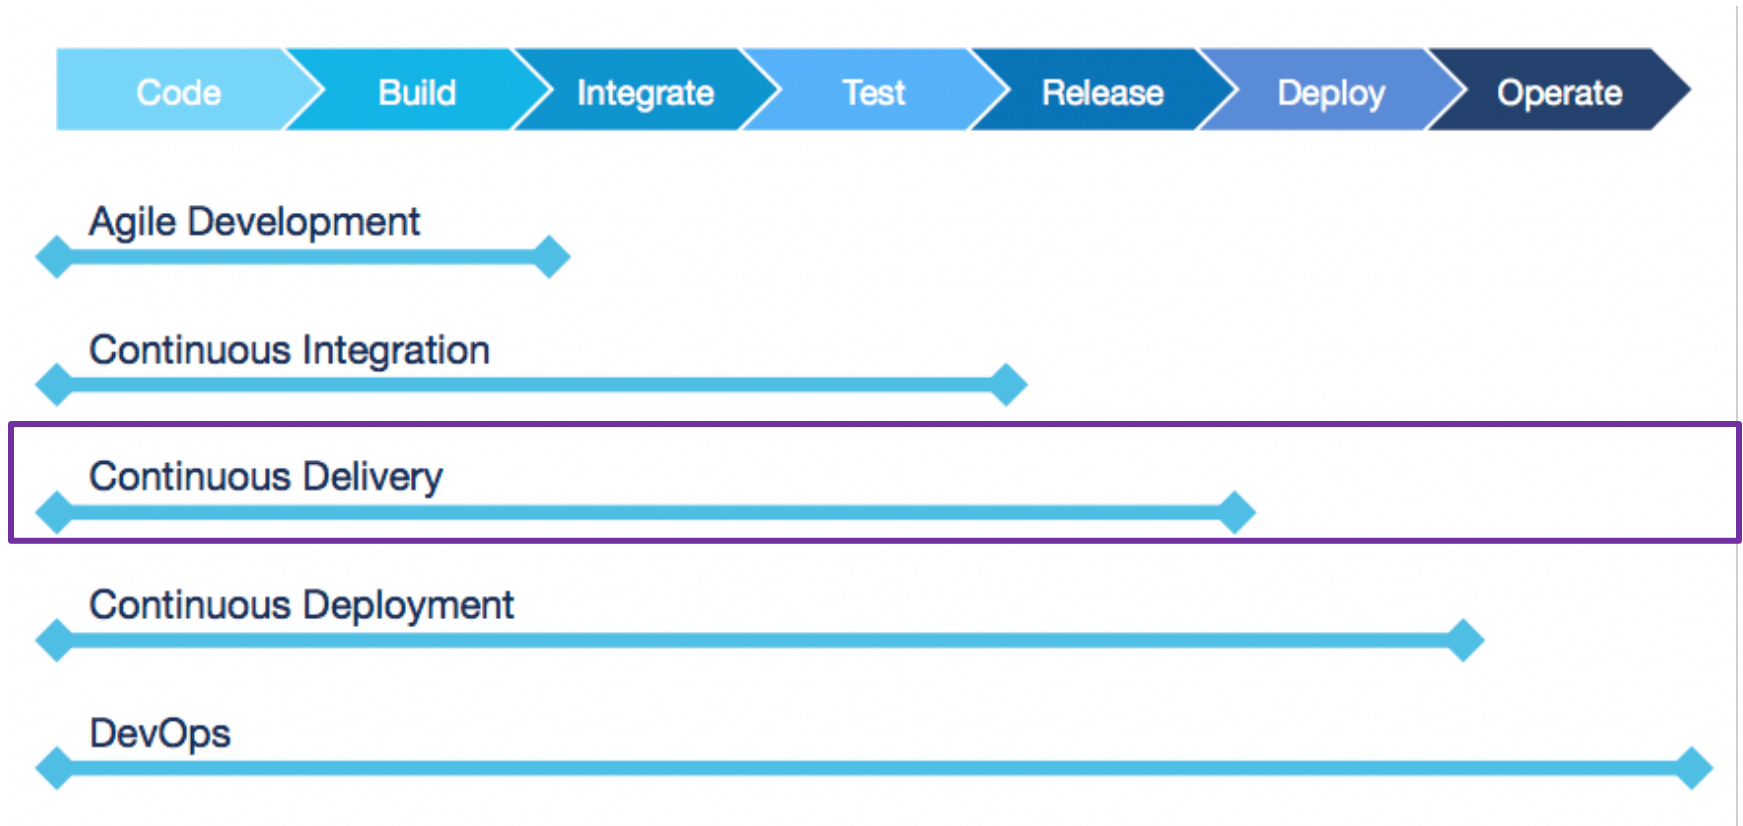 Code Build Integrate Test Release Deploy Operate
Agile Development
Continuous Integration
Continuous Delivery
Continuous Deployment
DevOps